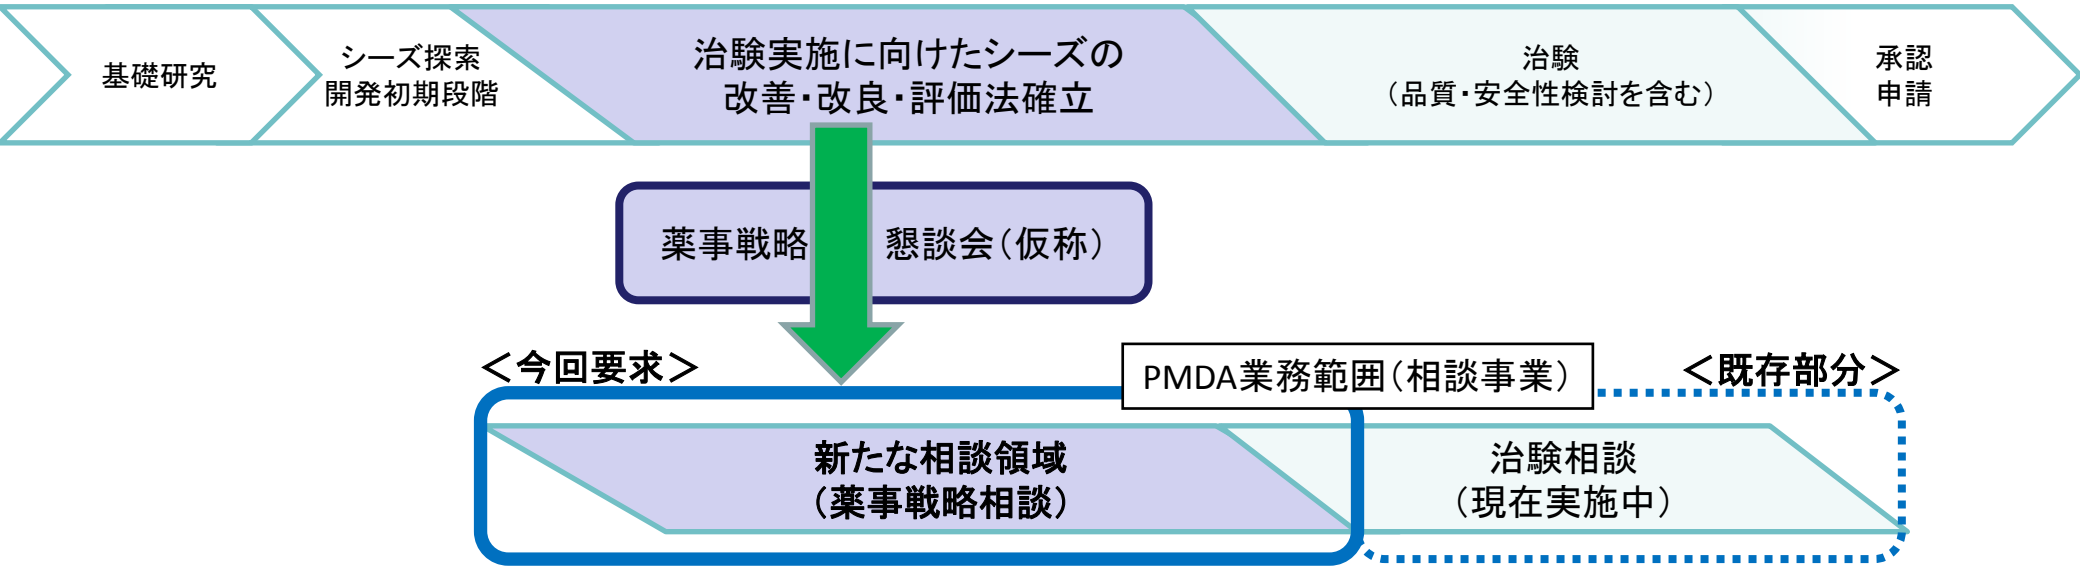 基礎研究
シーズ探索
開発初期段階
治験実施に向けたシーズの
改善・改良・評価法確立
治験
（品質・安全性検討を含む）
承認
申請
薬事戦略 懇談会（仮称）
＜今回要求＞
PMDA業務範囲（相談事業）
＜既存部分＞
新たな相談領域
（薬事戦略相談）
治験相談
（現在実施中）